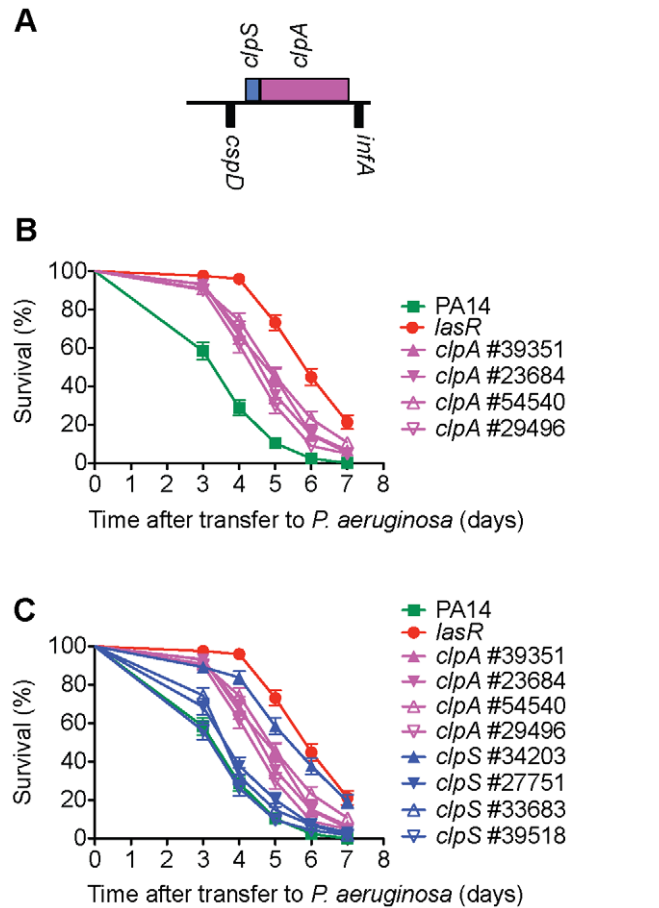 A
clpS
clpA
cspD
infA
B
100
80
60
40
20
0
Survival (%)
0 1 2 3 4 5 6 7 8
Time after transfer to P. aeruginosa (days)
PA14
lasR
clpA #39351
clpA #23684
clpA #54540
clpA #29496
C
100
80
60
40
20
0
Survival (%)
0 1 2 3 4 5 6 7 8
Time after transfer to P. aeruginosa (days)
PA14
lasR
clpA #39351
clpA #23684
clpA #54540
clpA #29496
clpS #34203
clpS #27751
clpS #33683
clpS #39518